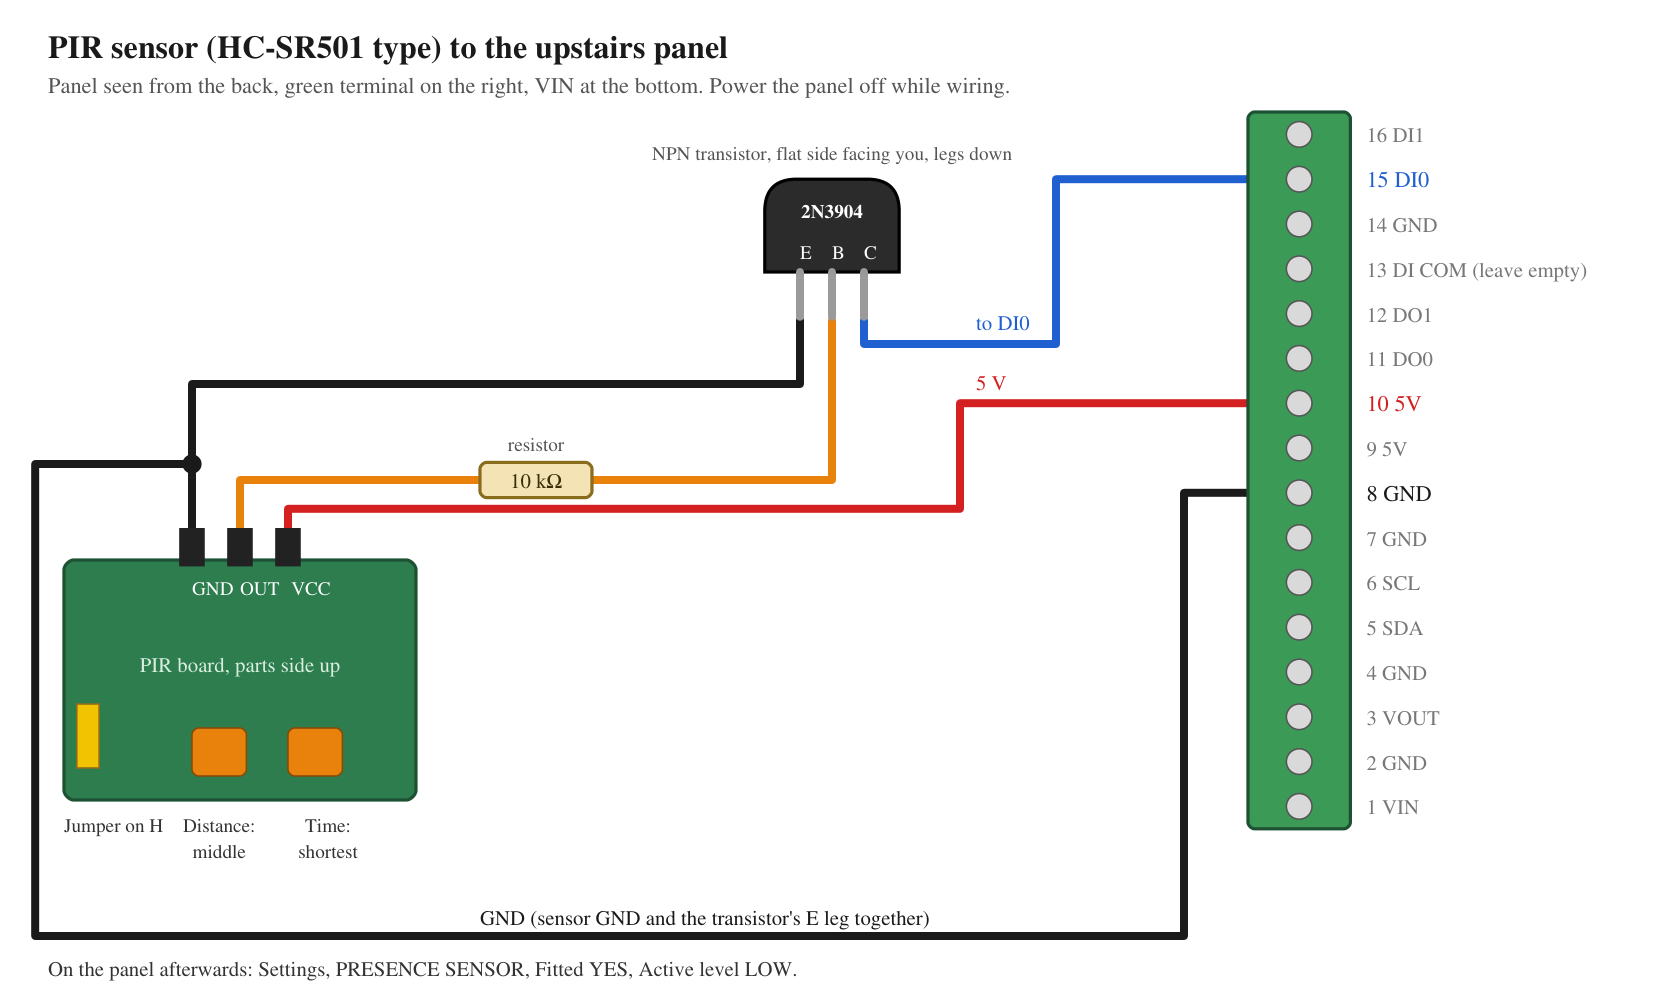 PIR sensor (HC-SR501 type) to the upstairs panel
Panel seen from the back, green terminal on the right, VIN at the bottom. Power the panel off while wiring.
NPN transistor, flat side facing you, legs down
2N3904
E B C
to DI0
5 V
resistor
10 kΩ
GND OUT VCC
PIR board, parts side up
Jumper on H
Distance:
middle
Time:
shortest
16 DI1
15 DI0
14 GND
13 DI COM (leave empty)
12 DO1
11 DO0
10 5V
9 5V
8 GND
7 GND
6 SCL
5 SDA
4 GND
3 VOUT
2 GND
1 VIN
GND (sensor GND and the transistor's E leg together)
On the panel afterwards: Settings, PRESENCE SENSOR, Fitted YES, Active level LOW.